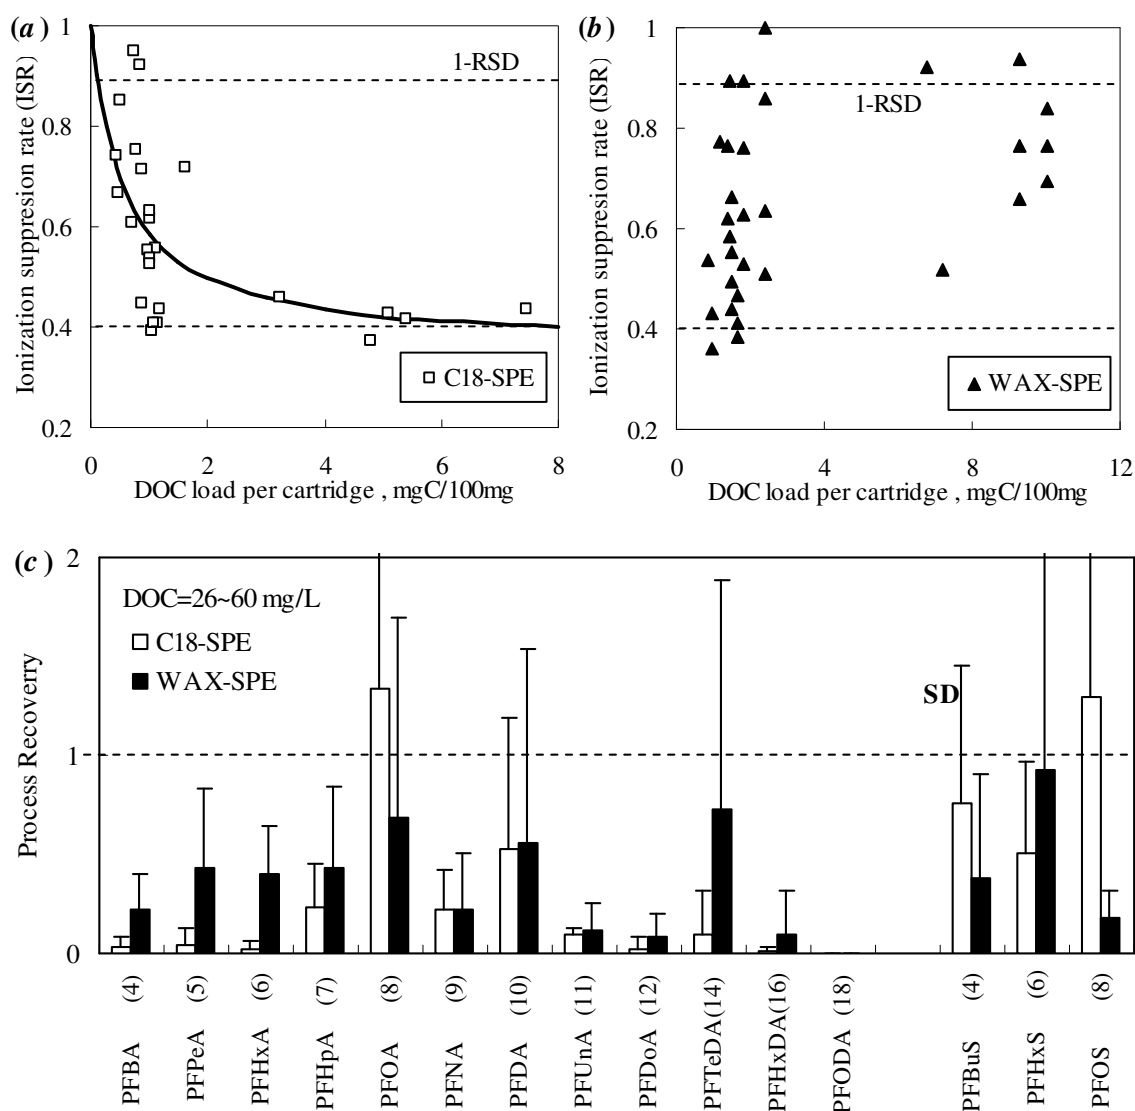 (a)
Ionization suppresion rate (ISR)
1
0.8
0.6
0.4
0.2
1-RSD
C18-SPE
0 2 4 6 8
DOC load per cartridge , mgC/100mg
(b)
Ionization suppresion rate (ISR)
1
0.8
0.6
0.4
0.2
1-RSD
WAX-SPE
0 4 8 12
DOC load per cartridge , mgC/100mg
(c)
Process Recoverry
2
1
0
DOC=26~60 mg/L
C18-SPE
WAX-SPE
SD
PFBA (4)
PFPeA (5)
PFHxA (6)
PFHpA (7)
PFOA (8)
PFNA (9)
PFDA (10)
PFUnA (11)
PFDoA (12)
PFTeDA(14)
PFHxDA(16)
PFODA (18)
PFBuS (4)
PFHxS (6)
PFOS (8)